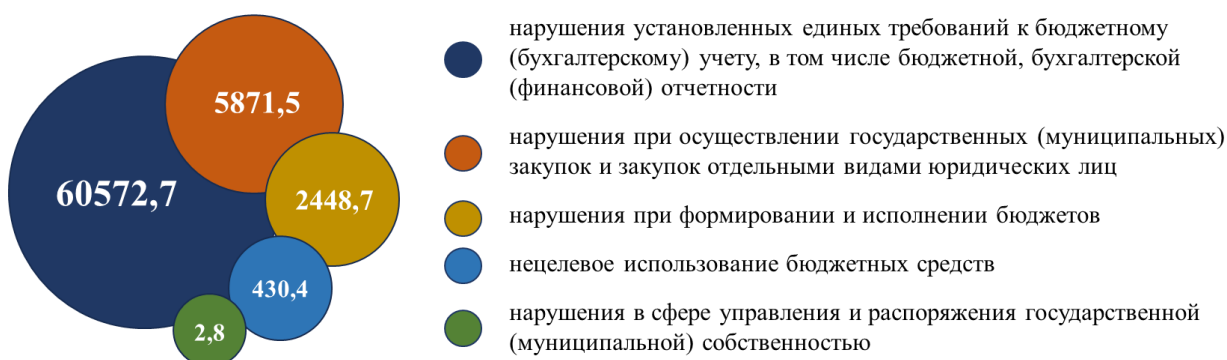 60572,7
5871,5
2448,7
430,4
2,8
нарушения установленных единых требований к бюджетному
(бухгалтерскому) учету, в том числе бюджетной, бухгалтерской
(финансовой) отчетности
нарушения при осуществлении государственных (муниципальных)
закупок и закупок отдельными видами юридических лиц
нарушения при формировании и исполнении бюджетов
нецелевое использование бюджетных средств
нарушения в сфере управления и распоряжения государственной
(муниципальной) собственностью